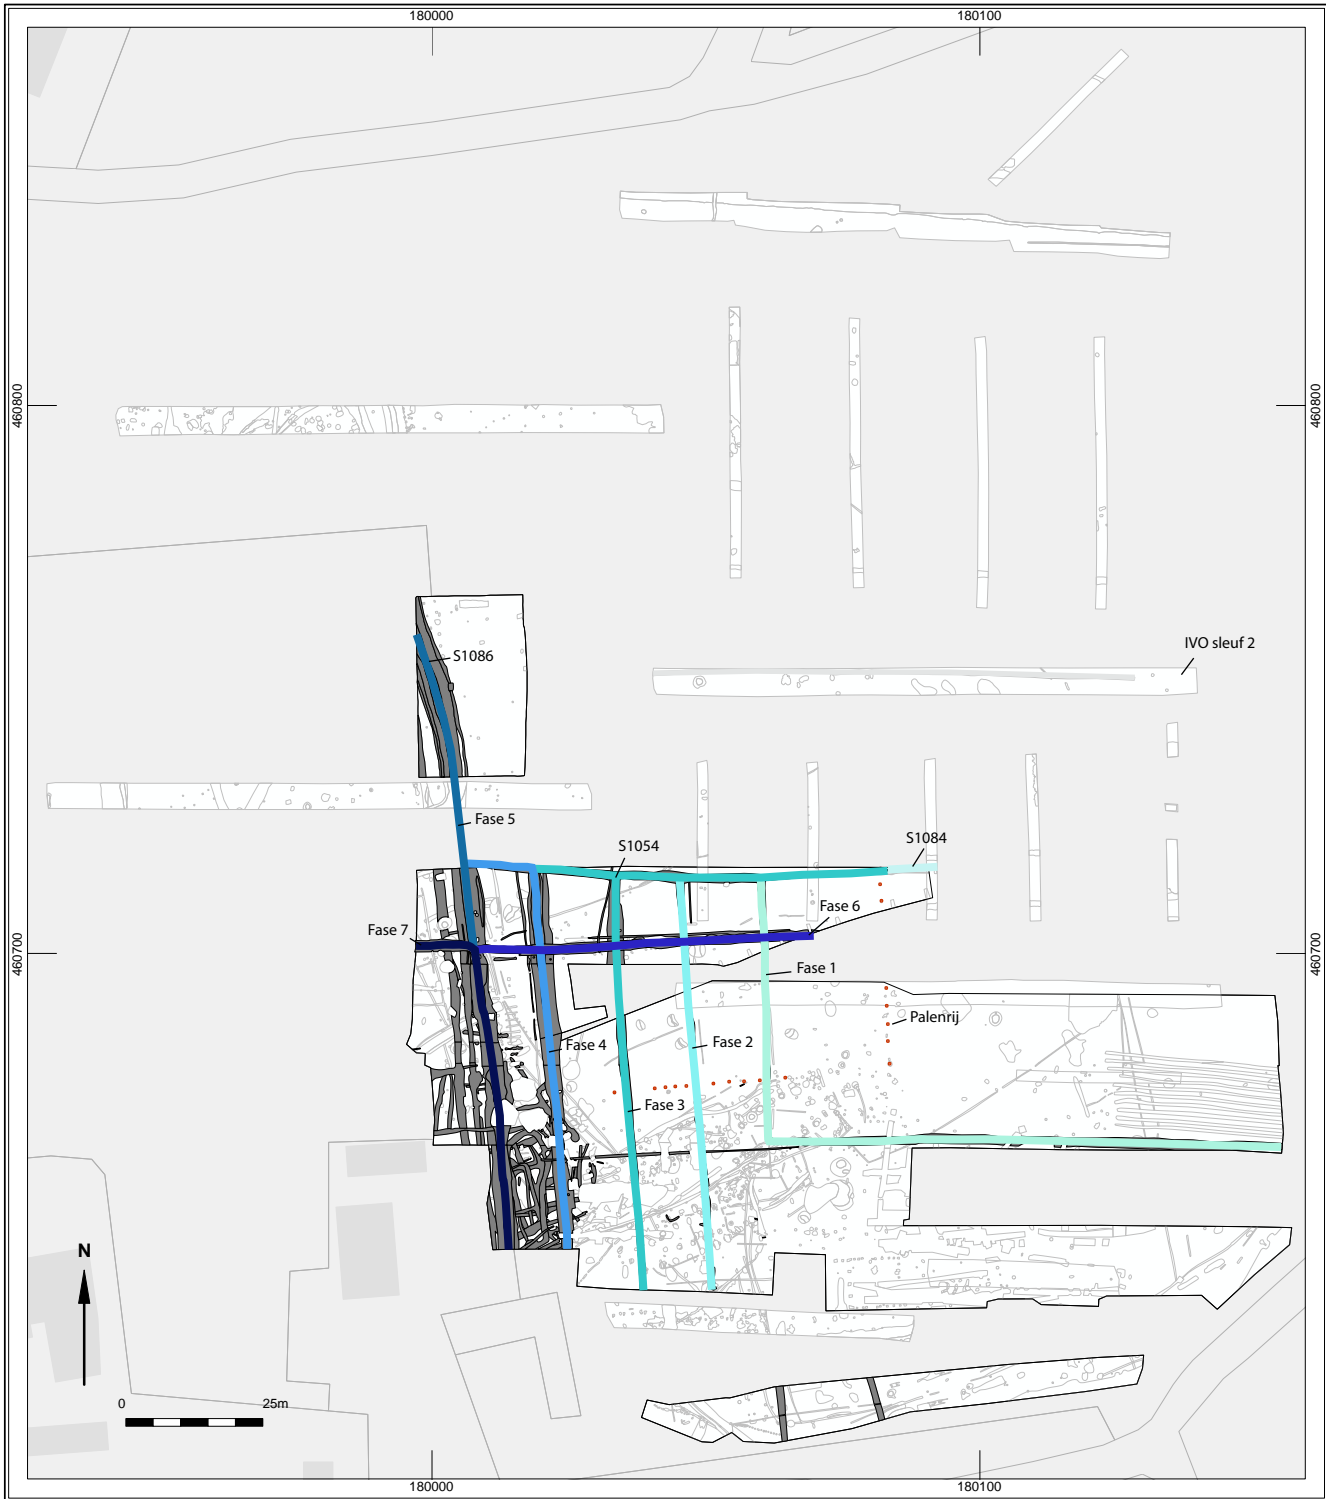 180000
180100
460800
460800
IVO sleuf 2
S1086
Fase 5
S1054
S1084
Fase 7
Fase 6
460700
460700
Fase 1
Palenrij
Fase 2
Fase 4
Fase 3
N
0
25m
180000
180100